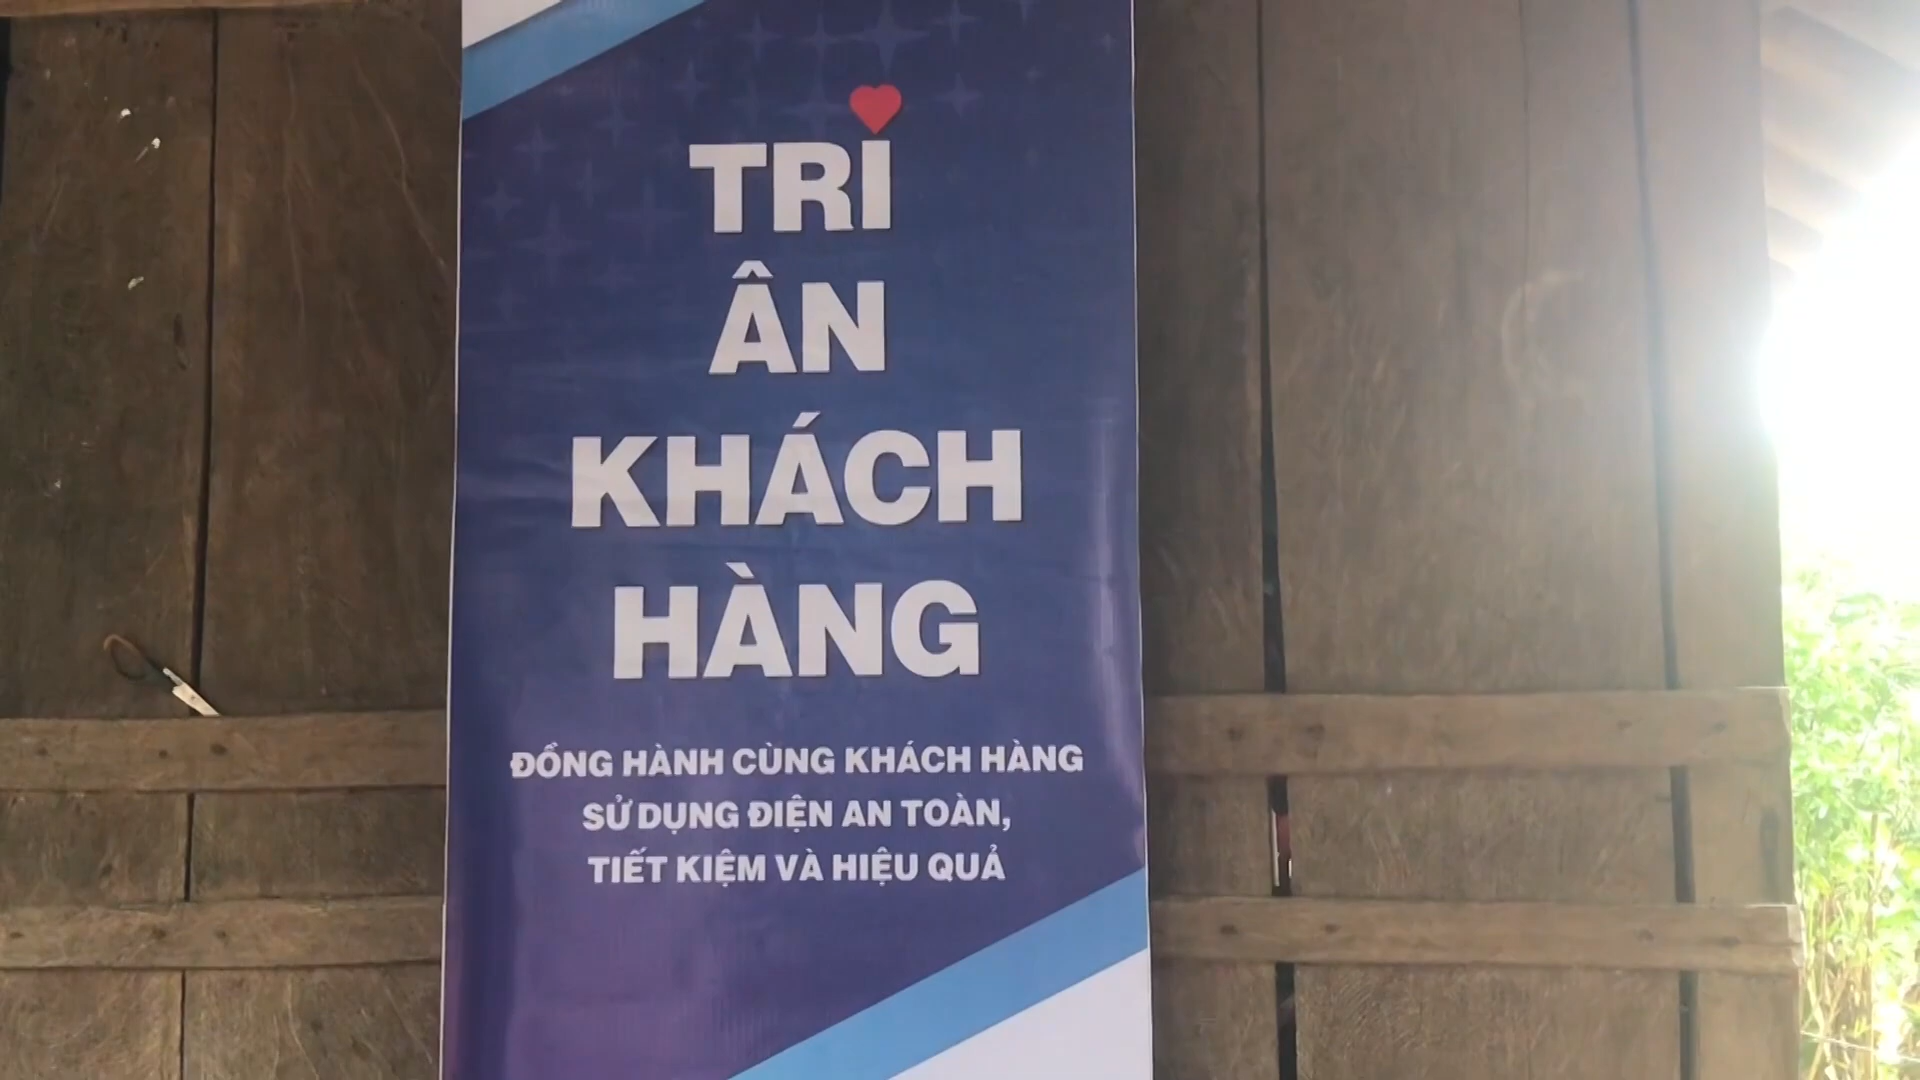 TRI
ÂN
KHÁCH
HÀNG
ĐỒNG HÀNH CÙNG KHÁCH HÀNG
SỬ DỤNG ĐIỆN AN TOÀN,
TIẾT KIỆM VÀ HIỆU QUẢ